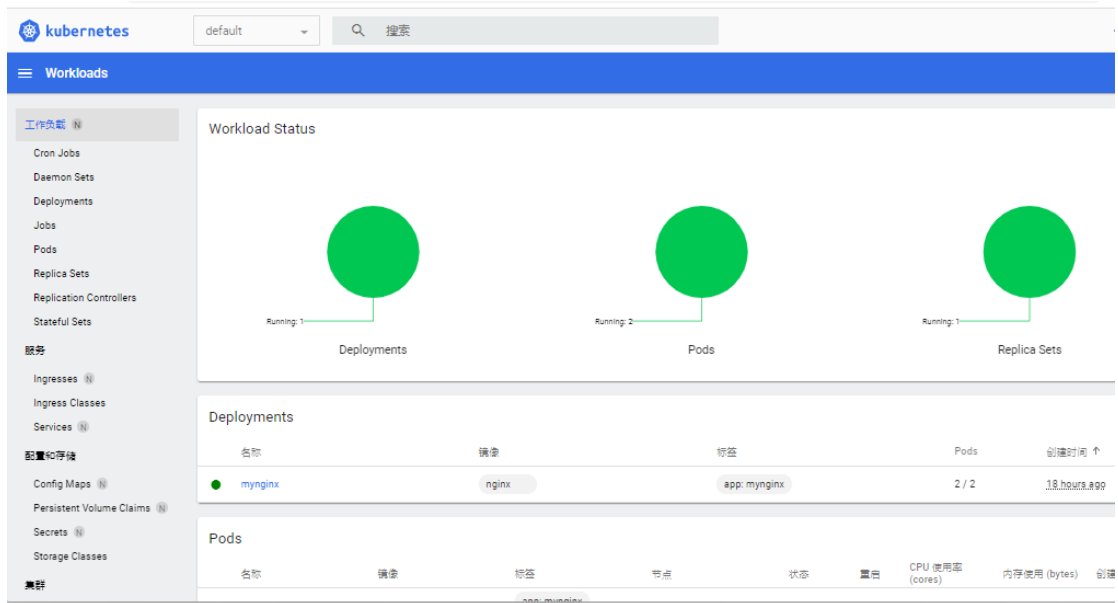 kubernetes
default
搜索
Workloads
工作负载 N
Cron Jobs
Daemon Sets
Deployments
Jobs
Pods
Replica Sets
Replication Controllers
Stateful Sets
服务
Ingresses N
Ingress Classes
Services N
配置和存储
Config Maps N
Persistent Volume Claims N
Secrets N
Storage Classes
集群
Workload Status
Running: 1
Running: 2
Running: 1
Deployments
Pods
Replica Sets
Deployments
名称 镜像 标签 Pods 创建时间 ↑
mynginx nginx app: mynginx 2 / 2 18 hours ago
Pods
名称 镜像 标签 节点 状态 重启 CPU 使用率 (cores) 内存使用 (bytes) 创建
app: mynginx